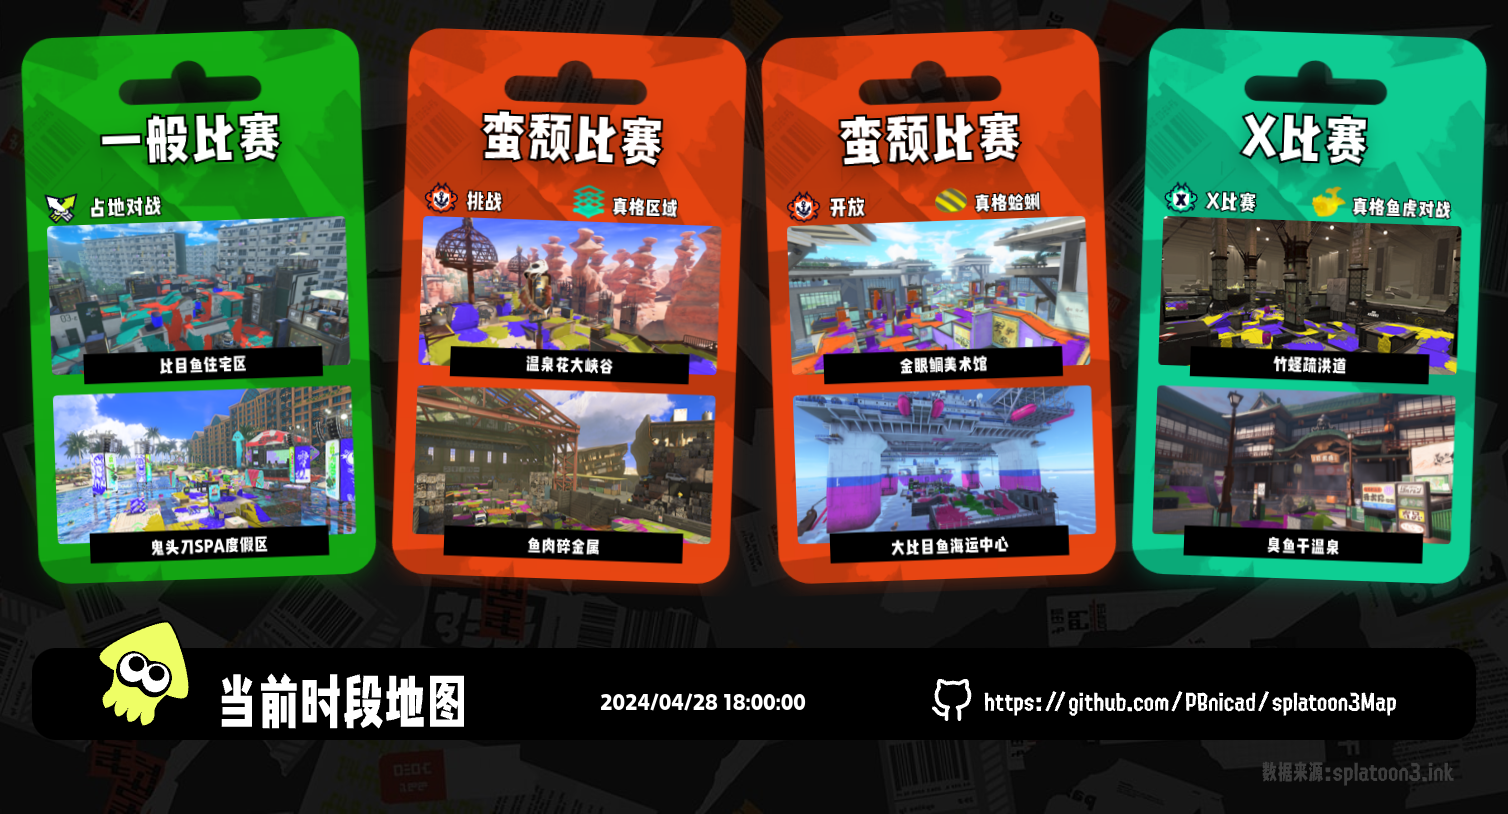 一般比赛
占地对战
比目鱼住宅区
鬼头刀SPA度假区
蛮颓比赛
挑战
真格区域
温泉花大峡谷
鱼肉碎金属
蛮颓比赛
开放
真格蛤蜊
金眼鲷美术馆
大比目鱼海运中心
X比赛
X比赛
真格鱼虎对战
竹蛏疏洪道
臭鱼干温泉
当前时段地图
2024/04/28 18:00:00
https://github.com/PBnicad/splatoon3Map
数据来源:splatoon3.ink